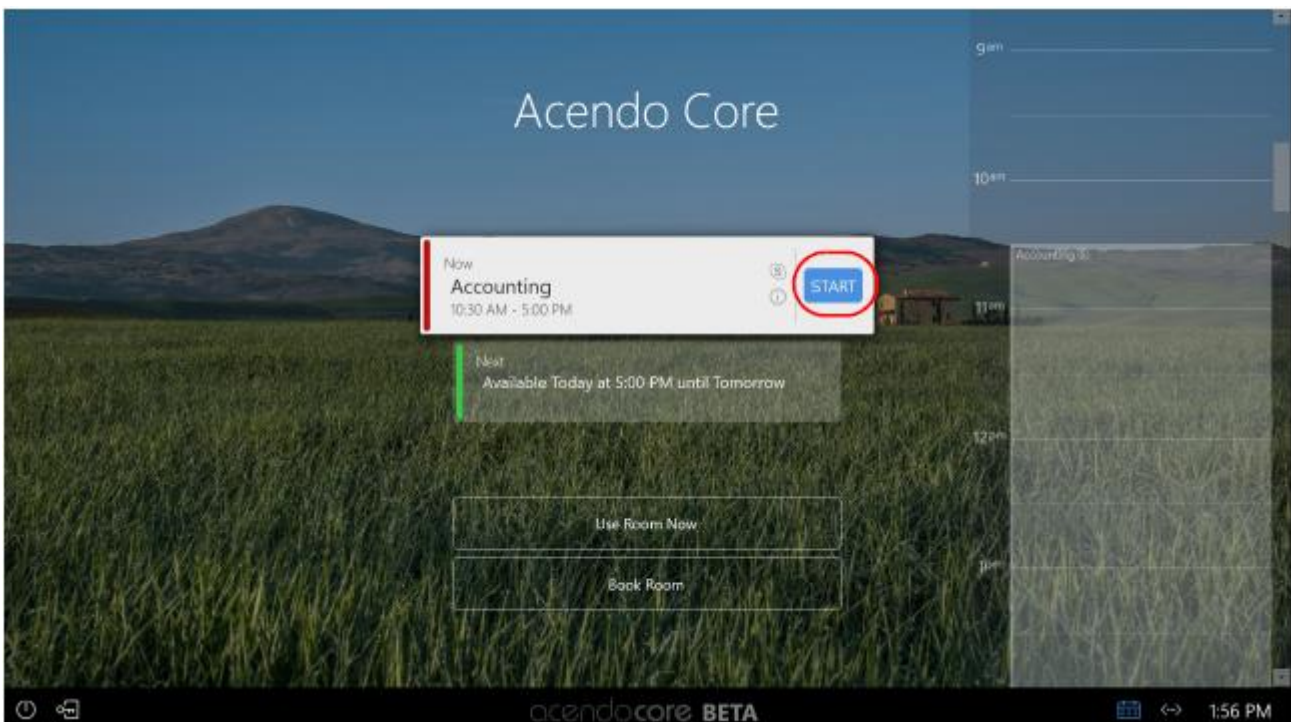 Acendo Core
Now
Accounting
10:30 AM - 5:00 PM
START
Next
Available Today at 5:00 PM until Tomorrow
Use Room Now
Book Room
9am
10am
Accounting
11am
12pm
1pm
acendocore BETA
1:56 PM